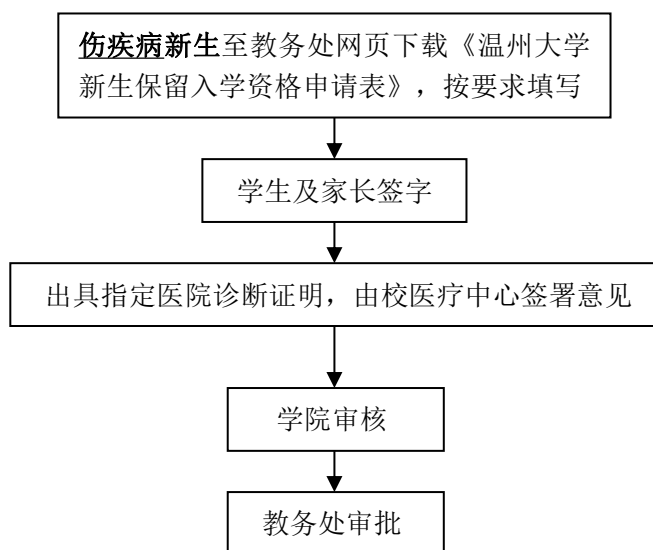 伤疾病新生至教务处网页下载《温州大学
新生保留入学资格申请表》，按要求填写
学生及家长签字
出具指定医院诊断证明，由校医疗中心签署意见
学院审核
教务处审批